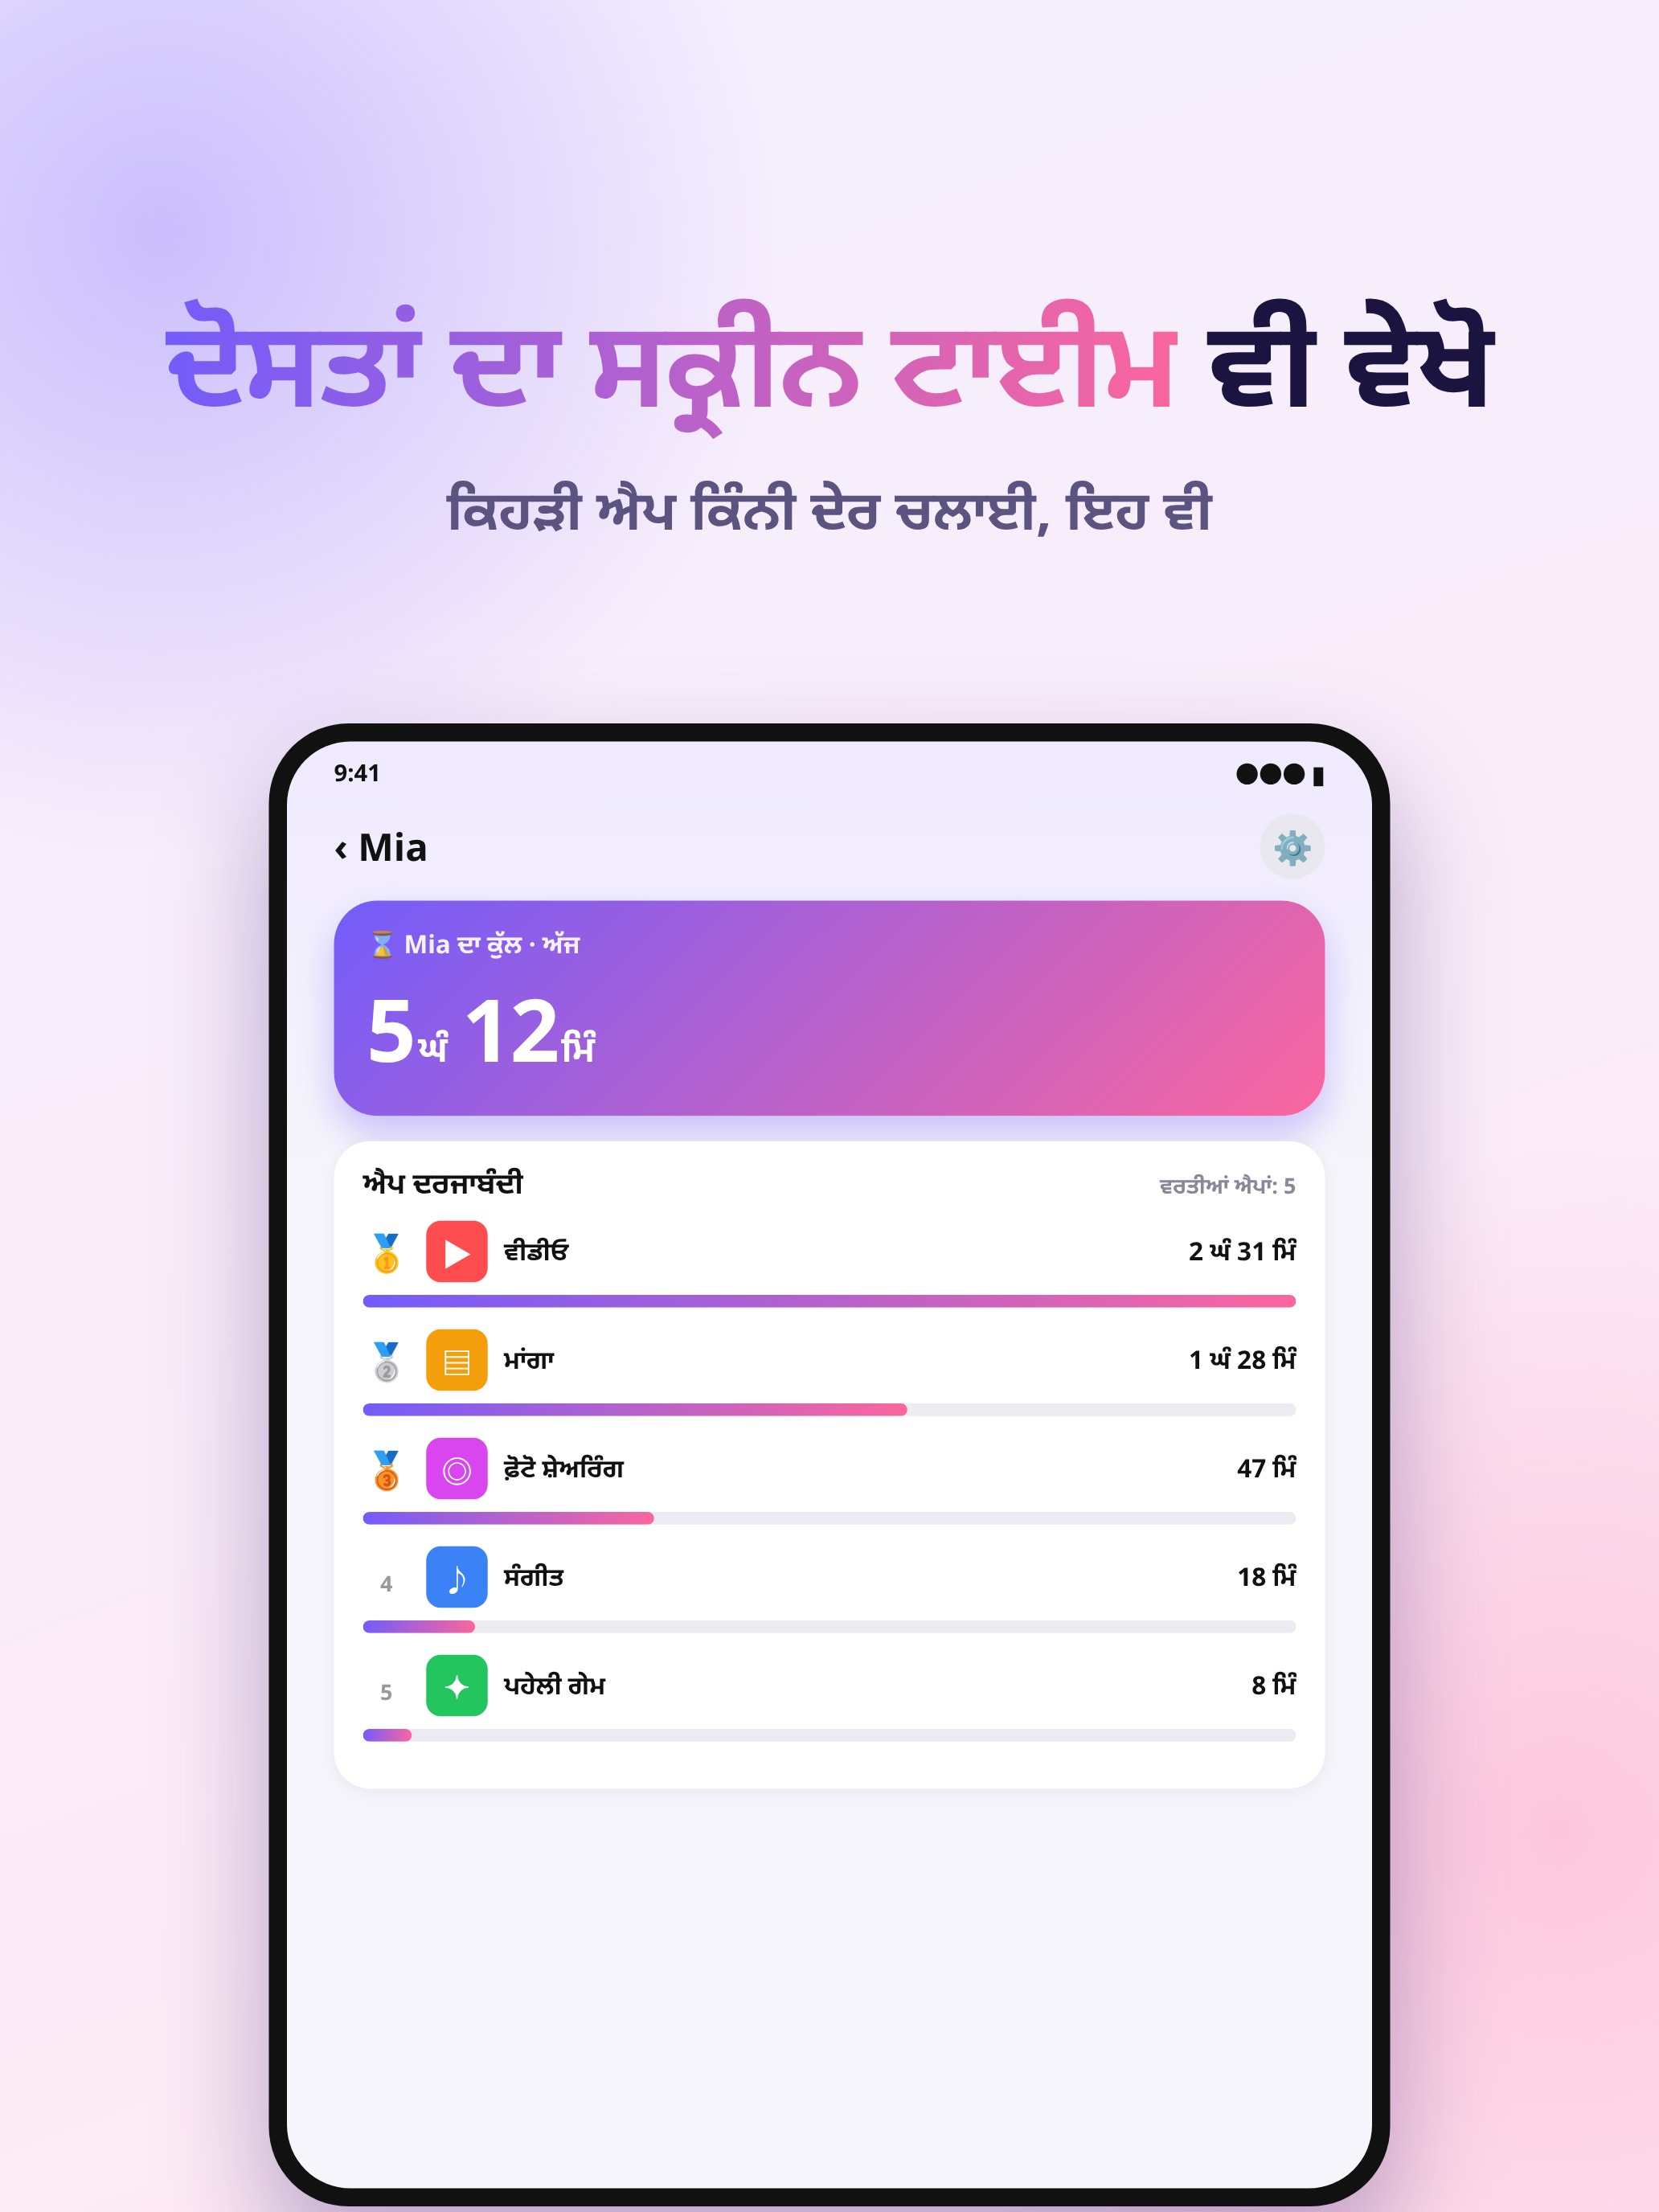 ਦੋਸਤਾਂ ਦਾ ਸਕ੍ਰੀਨ ਟਾਈਮ ਵੀ ਵੇਖੋ
ਕਿਹੜੀ ਐਪ ਕਿੰਨੀ ਦੇਰ ਚਲਾਈ, ਇਹ ਵੀ
9:41
‹ Mia
⌛ Mia ਦਾ ਕੁੱਲ · ਅੱਜ
5ਘੰ 12ਮਿੰ
ਐਪ ਦਰਜਾਬੰਦੀ
ਵਰਤੀਆਂ ਐਪਾਂ: 5
🥇 ਵੀਡੀਓ 2 ਘੰ 31 ਮਿੰ
🥈 ਮਾਂਗਾ 1 ਘੰ 28 ਮਿੰ
🥉 ਫ਼ੋਟੋ ਸ਼ੇਅਰਿੰਗ 47 ਮਿੰ
4 ਸੰਗੀਤ 18 ਮਿੰ
5 ਪਹੇਲੀ ਗੇਮ 8 ਮਿੰ